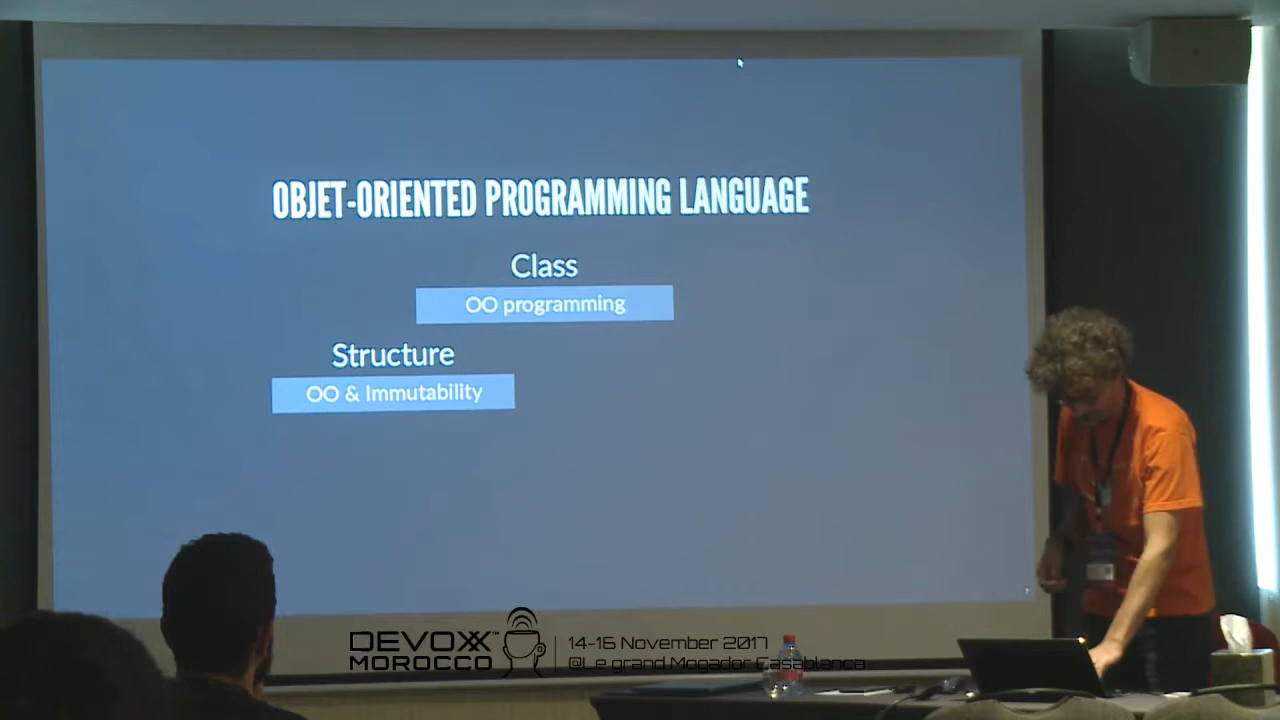 OBJET-ORIENTED PROGRAMMING LANGUAGE
Class
OO programming
Structure
OO & Immutability
DEVOXX™
MOROCCO
14-16 November 2017
@Le grand Mogador Casablanca